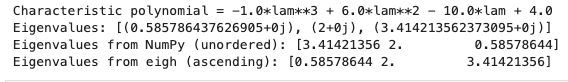 Characteristic polynomial = −1.0*lam**3 + 6.0*lam**2 − 10.0*lam + 4.0
Eigenvalues: [(0.585786437626905+0j), (2+0j), (3.414213562373095+0j)]
Eigenvalues from NumPy (unordered): [3.41421356 2.         0.58578644]
Eigenvalues from eigh (ascending): [0.58578644 2.         3.41421356]